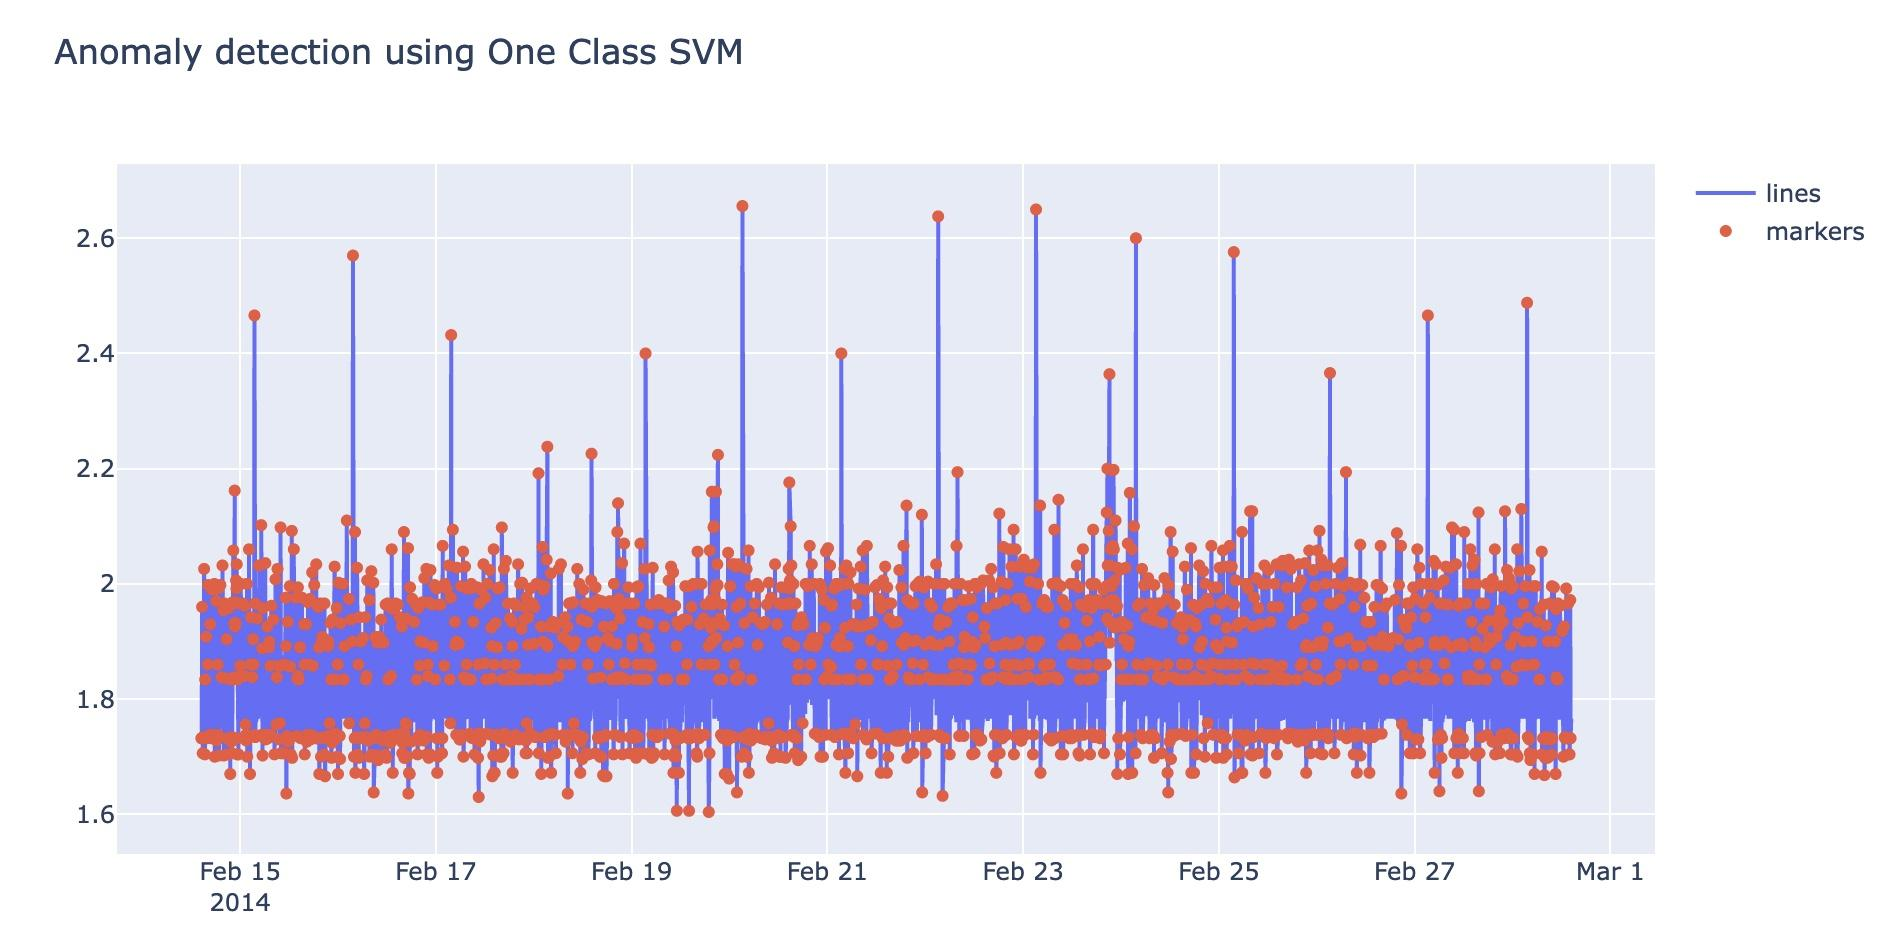 Anomaly detection using One Class SVM
lines
markers
2.6
2.4
2.2
2
1.8
1.6
Feb 15
2014
Feb 17
Feb 19
Feb 21
Feb 23
Feb 25
Feb 27
Mar 1